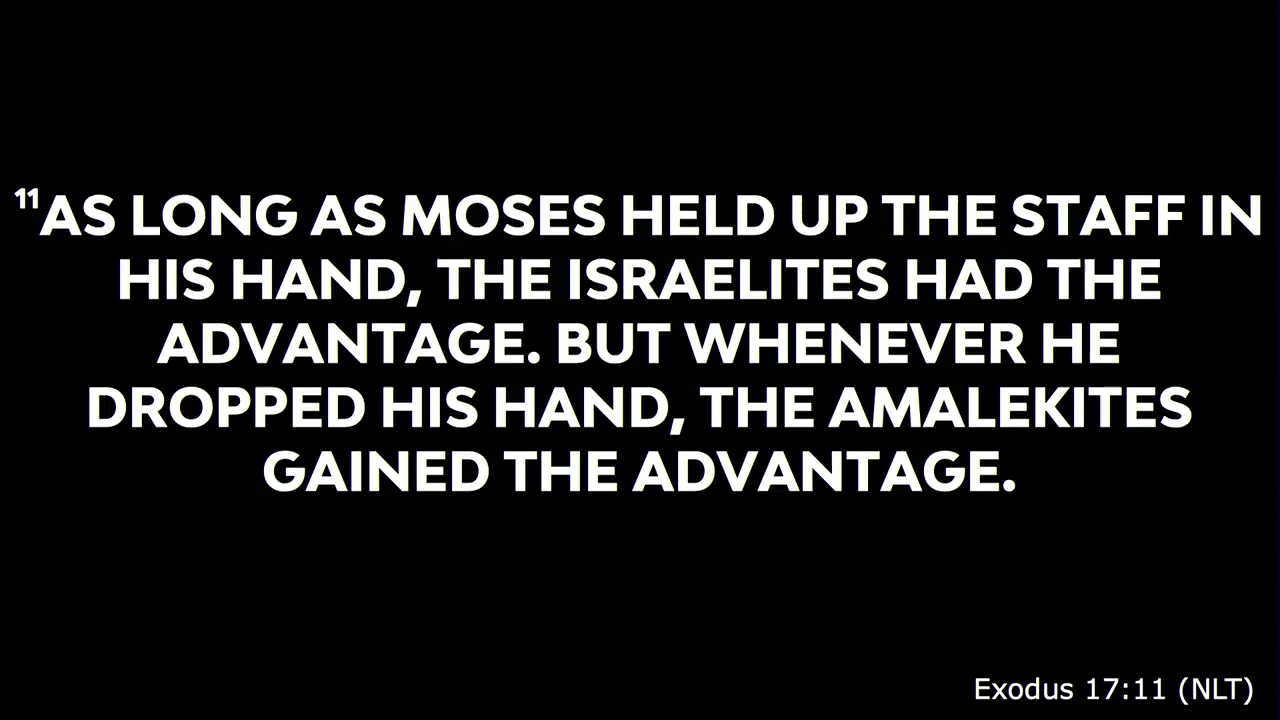 ¹¹AS LONG AS MOSES HELD UP THE STAFF IN
HIS HAND, THE ISRAELITES HAD THE
ADVANTAGE. BUT WHENEVER HE
DROPPED HIS HAND, THE AMALEKITES
GAINED THE ADVANTAGE.
Exodus 17:11 (NLT)